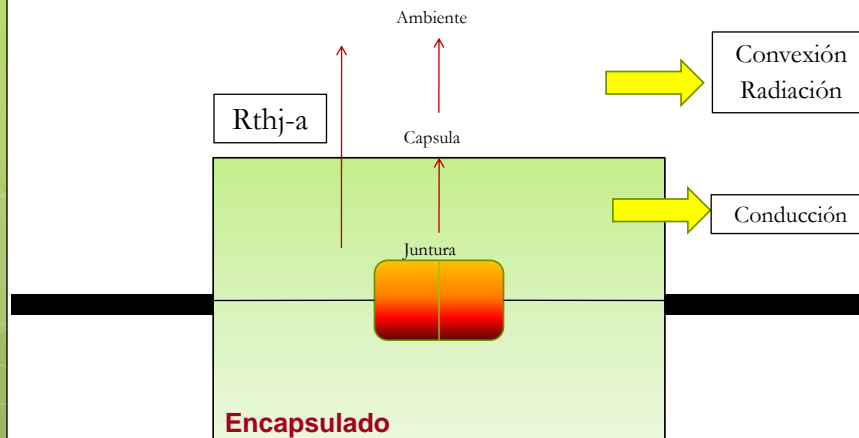 Ambiente
Convexión
Radiación
Rthj-a
Capsula
Conducción
Juntura
Encapsulado